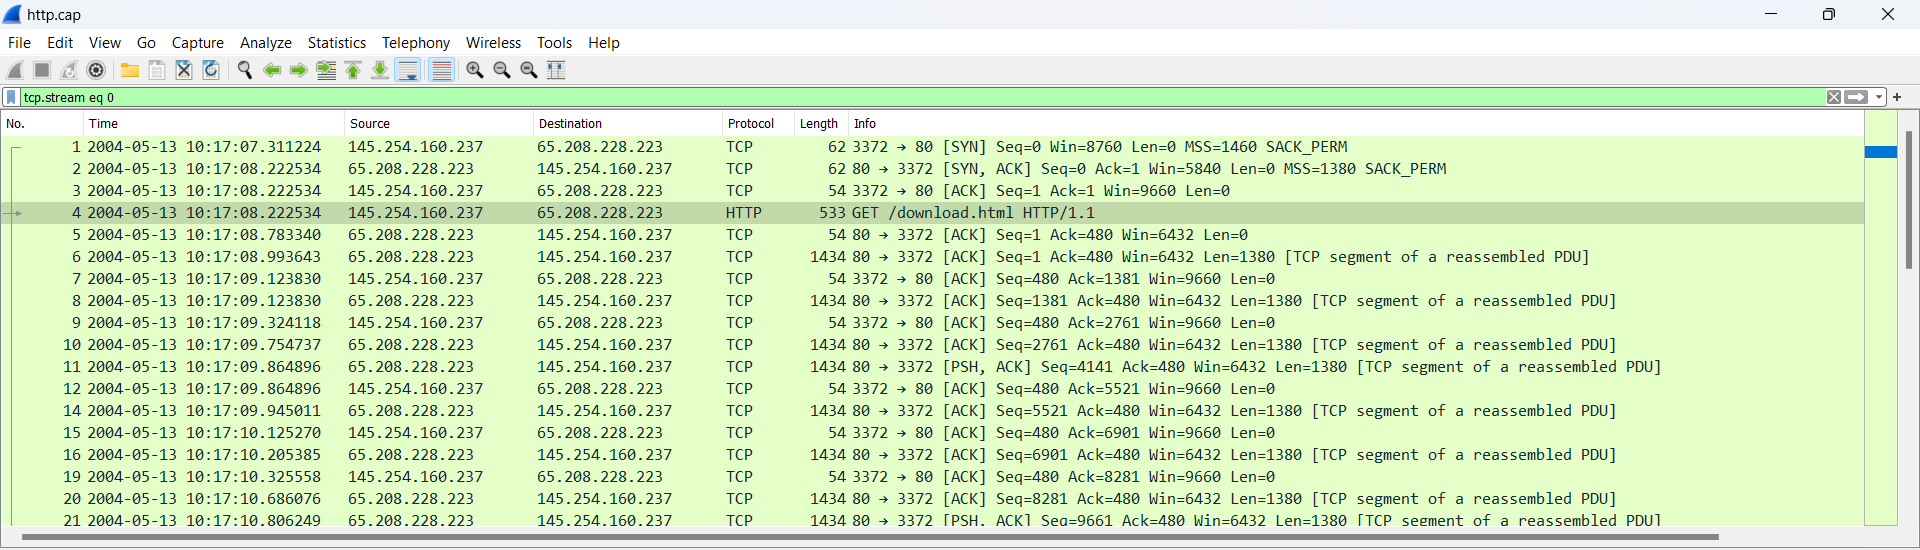 http.cap
File Edit View Go Capture Analyze Statistics Telephony Wireless Tools Help
tcp.stream eq 0
No. Time Source Destination Protocol Length Info
1 2004-05-13 10:17:07.311224 145.254.160.237 65.208.228.223 TCP 62 3372 → 80 [SYN] Seq=0 Win=8760 Len=0 MSS=1460 SACK_PERM
2 2004-05-13 10:17:08.222534 65.208.228.223 145.254.160.237 TCP 62 80 → 3372 [SYN, ACK] Seq=0 Ack=1 Win=5840 Len=0 MSS=1380 SACK_PERM
3 2004-05-13 10:17:08.222534 145.254.160.237 65.208.228.223 TCP 54 3372 → 80 [ACK] Seq=1 Ack=1 Win=9660 Len=0
4 2004-05-13 10:17:08.222534 145.254.160.237 65.208.228.223 HTTP 533 GET /download.html HTTP/1.1
5 2004-05-13 10:17:08.783340 65.208.228.223 145.254.160.237 TCP 54 80 → 3372 [ACK] Seq=1 Ack=480 Win=6432 Len=0
6 2004-05-13 10:17:08.993643 65.208.228.223 145.254.160.237 TCP 1434 80 → 3372 [ACK] Seq=1 Ack=480 Win=6432 Len=1380 [TCP segment of a reassembled PDU]
7 2004-05-13 10:17:09.123830 145.254.160.237 65.208.228.223 TCP 54 3372 → 80 [ACK] Seq=480 Ack=1381 Win=9660 Len=0
8 2004-05-13 10:17:09.123830 65.208.228.223 145.254.160.237 TCP 1434 80 → 3372 [ACK] Seq=1381 Ack=480 Win=6432 Len=1380 [TCP segment of a reassembled PDU]
9 2004-05-13 10:17:09.324118 145.254.160.237 65.208.228.223 TCP 54 3372 → 80 [ACK] Seq=480 Ack=2761 Win=9660 Len=0
10 2004-05-13 10:17:09.754737 65.208.228.223 145.254.160.237 TCP 1434 80 → 3372 [ACK] Seq=2761 Ack=480 Win=6432 Len=1380 [TCP segment of a reassembled PDU]
11 2004-05-13 10:17:09.864896 65.208.228.223 145.254.160.237 TCP 1434 80 → 3372 [PSH, ACK] Seq=4141 Ack=480 Win=6432 Len=1380 [TCP segment of a reassembled PDU]
12 2004-05-13 10:17:09.864896 145.254.160.237 65.208.228.223 TCP 54 3372 → 80 [ACK] Seq=480 Ack=5521 Win=9660 Len=0
14 2004-05-13 10:17:09.945011 65.208.228.223 145.254.160.237 TCP 1434 80 → 3372 [ACK] Seq=5521 Ack=480 Win=6432 Len=1380 [TCP segment of a reassembled PDU]
15 2004-05-13 10:17:10.125270 145.254.160.237 65.208.228.223 TCP 54 3372 → 80 [ACK] Seq=480 Ack=6901 Win=9660 Len=0
16 2004-05-13 10:17:10.205385 65.208.228.223 145.254.160.237 TCP 1434 80 → 3372 [ACK] Seq=6901 Ack=480 Win=6432 Len=1380 [TCP segment of a reassembled PDU]
19 2004-05-13 10:17:10.325558 145.254.160.237 65.208.228.223 TCP 54 3372 → 80 [ACK] Seq=480 Ack=8281 Win=9660 Len=0
20 2004-05-13 10:17:10.686076 65.208.228.223 145.254.160.237 TCP 1434 80 → 3372 [ACK] Seq=8281 Ack=480 Win=6432 Len=1380 [TCP segment of a reassembled PDU]
21 2004-05-13 10:17:10.806249 65.208.228.223 145.254.160.237 TCP 1434 80 → 3372 [PSH, ACK] Seq=9661 Ack=480 Win=6432 Len=1380 [TCP segment of a reassembled PDU]